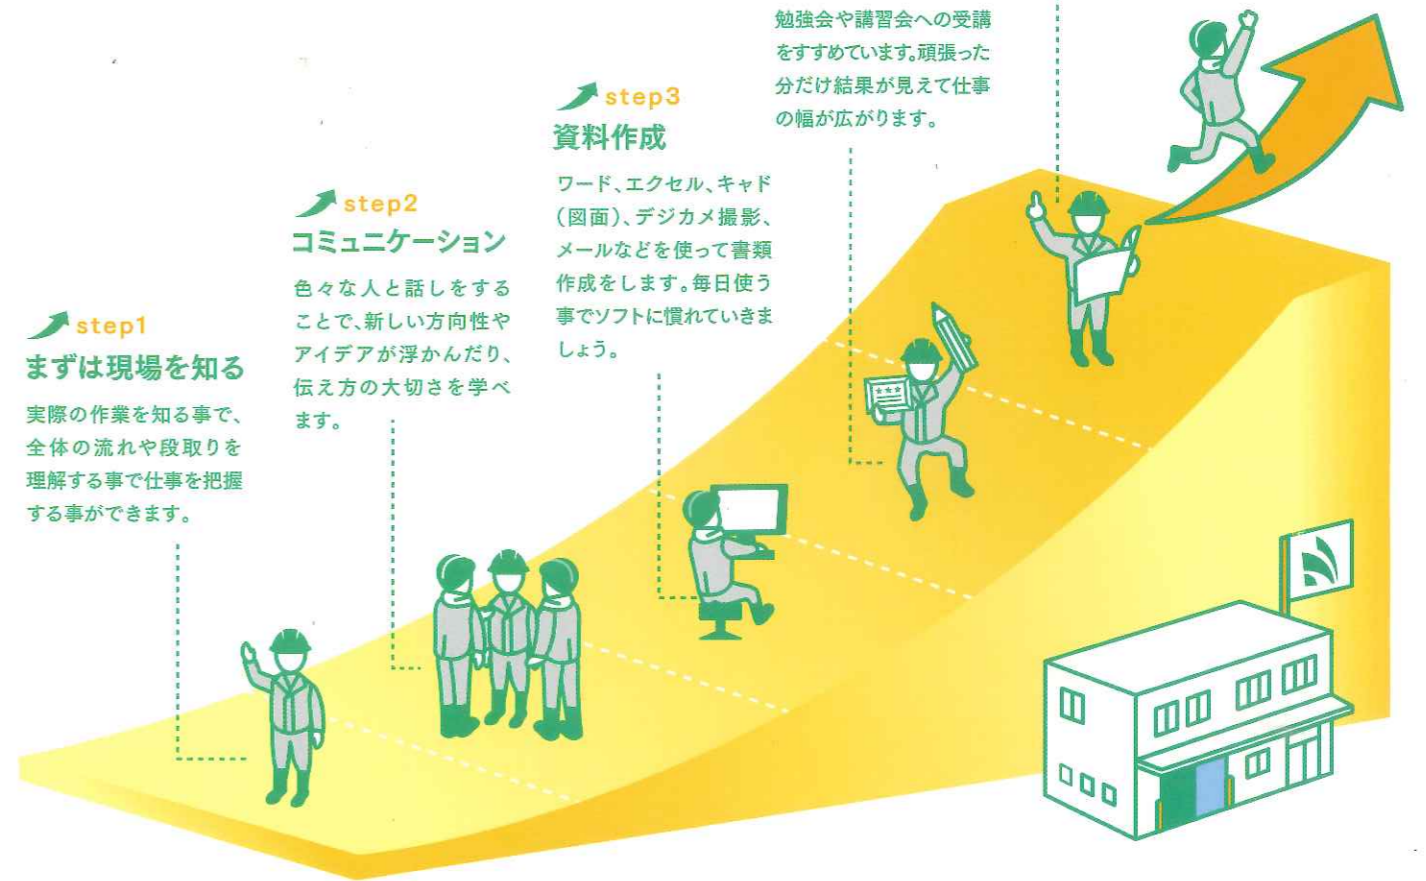 step1
まずは現場を知る
実際の作業を知る事で、
全体の流れや段取りを
理解する事で仕事を把握
する事ができます。
step2
コミュニケーション
色々な人と話しをする
ことで、新しい方向性や
アイデアが浮かんだり、
伝え方の大切さを学べ
ます。
step3
資料作成
ワード、エクセル、キャド
（図面）、デジカメ撮影、
メールなどを使って書類
作成をします。毎日使う
事でソフトに慣れていきま
しょう。
勉強会や講習会への受講
をすすめています。頑張った
分だけ結果が見えて仕事
の幅が広がります。